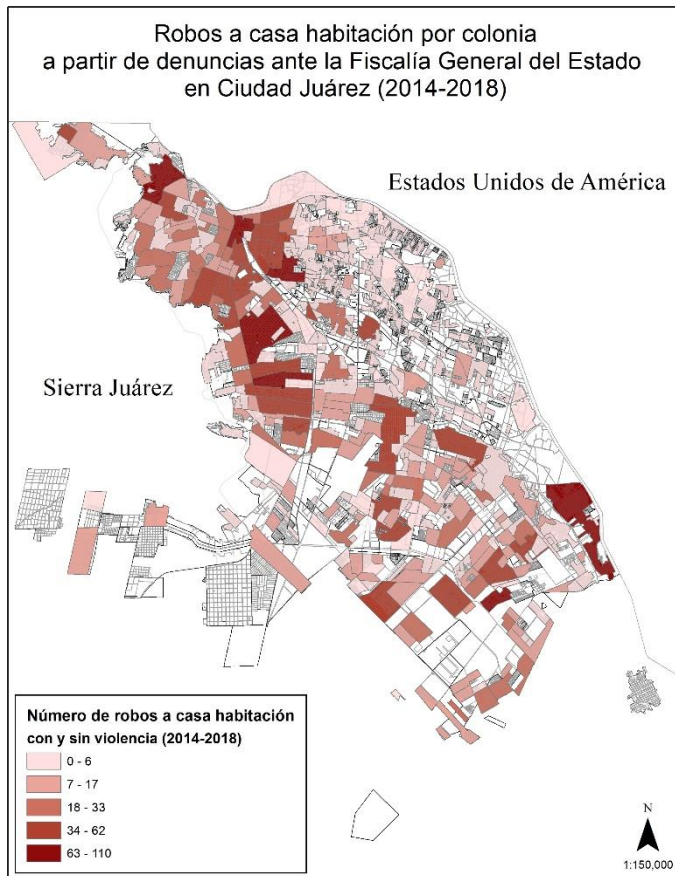 Robos a casa habitación por colonia
a partir de denuncias ante la Fiscalía General del Estado
en Ciudad Juárez (2014-2018)
Estados Unidos de América
Sierra Juárez
Número de robos a casa habitación
con y sin violencia (2014-2018)
0 - 6
7 - 17
18 - 33
34 - 62
63 - 110
N
1:150,000